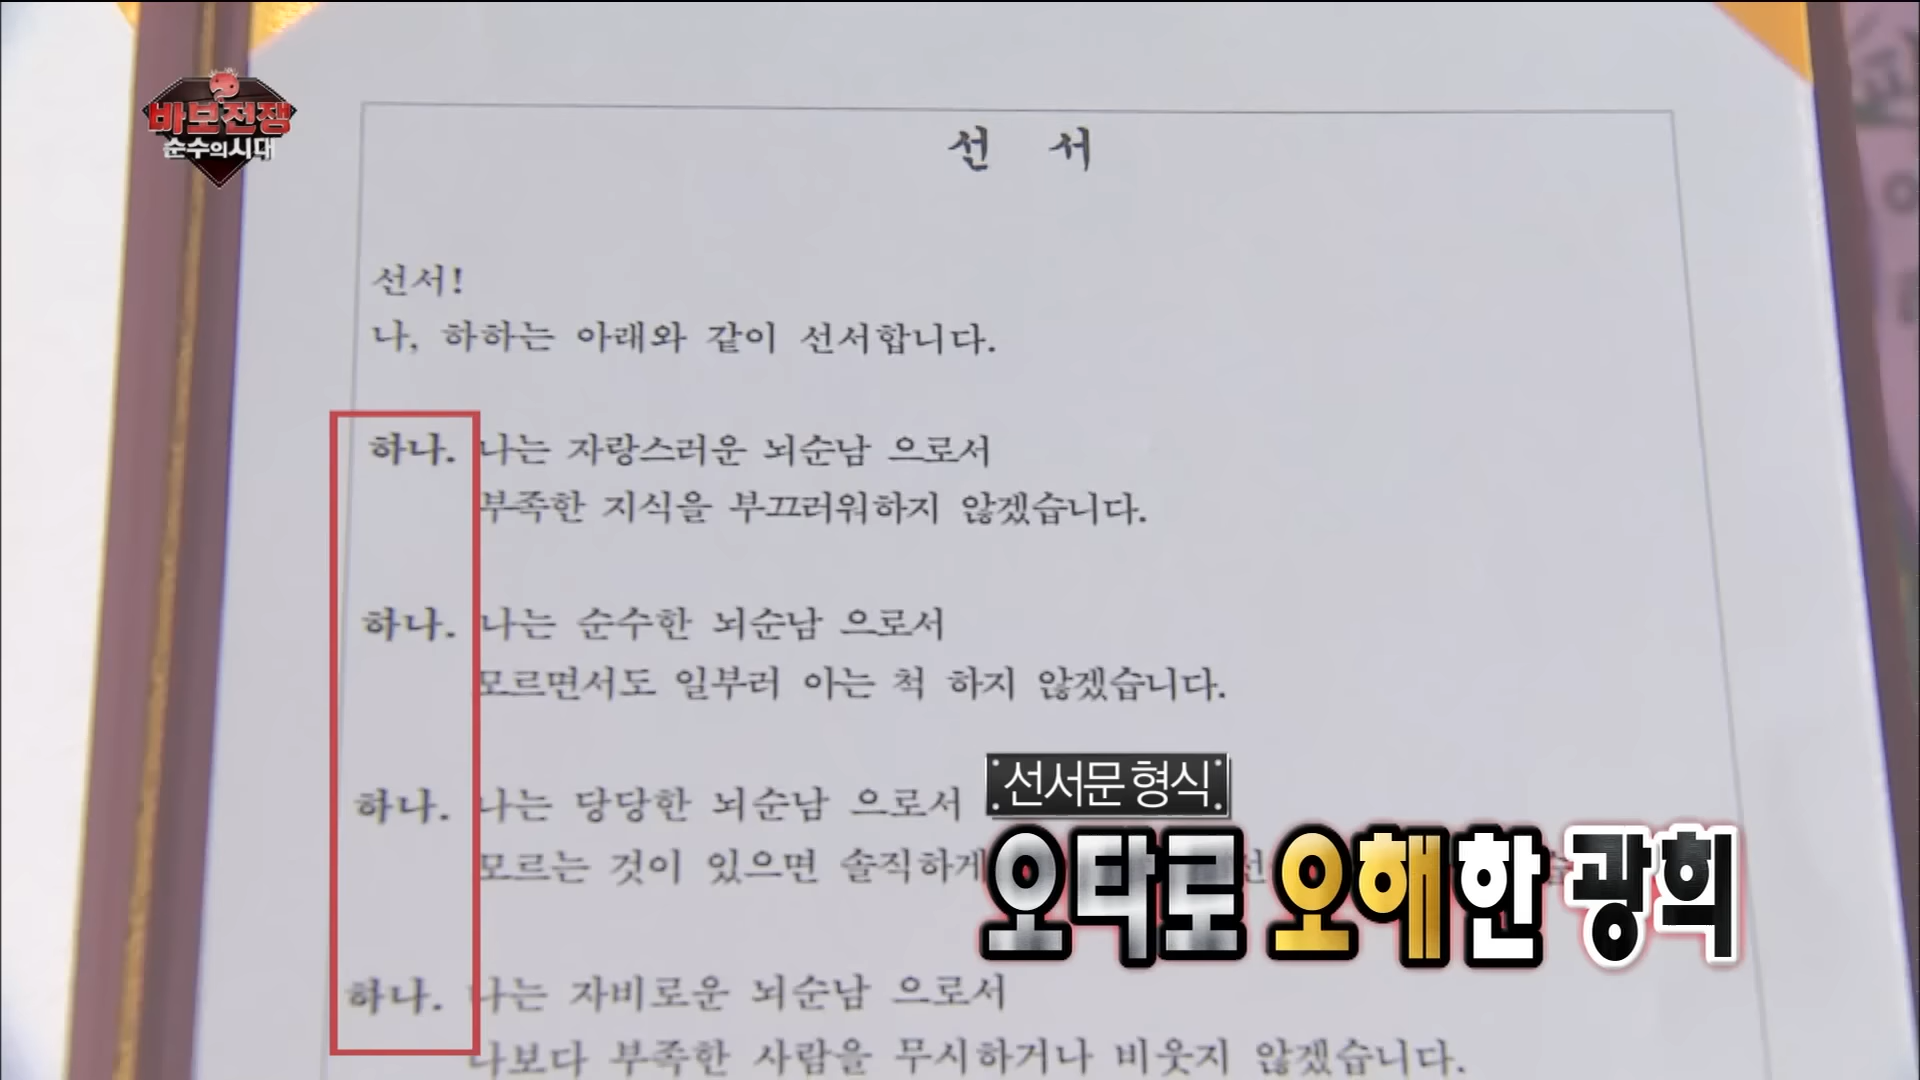 바보전쟁
순수의시대
선 서
선서!
나, 하하는 아래와 같이 선서합니다.
하나. 나는 자랑스러운 뇌순남 으로서
부족한 지식을 부끄러워하지 않겠습니다.
하나. 나는 순수한 뇌순남 으로서
모르면서도 일부러 아는 척 하지 않겠습니다.
하나. 나는 당당한 뇌순남 으로서
모르는 것이 있으면 솔직하게
선서문 형식
오타로 오해한 광희
하나. 나는 자비로운 뇌순남 으로서
나보다 부족한 사람을 무시하거나 비웃지 않겠습니다.